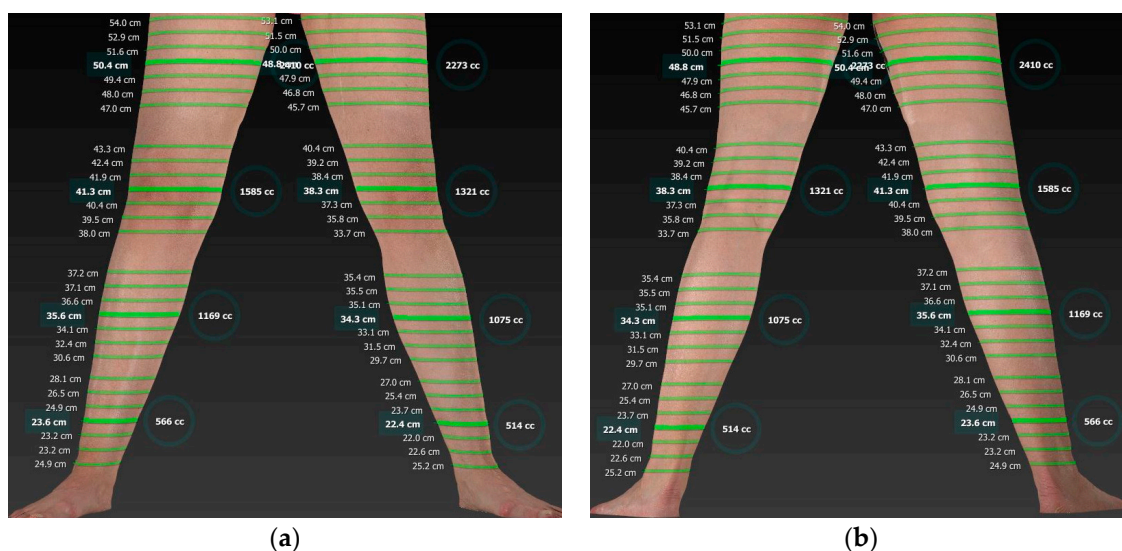 54.0 cm
52.9 cm
51.6 cm
50.4 cm
49.4 cm
48.0 cm
47.0 cm
53.1 cm
51.5 cm
50.0 cm
48.8 cm
2410 cc
47.9 cm
46.8 cm
45.7 cm
2273 cc
43.3 cm
42.4 cm
41.9 cm
41.3 cm
40.4 cm
39.5 cm
38.0 cm
1585 cc
40.4 cm
39.2 cm
38.4 cm
38.3 cm
37.3 cm
35.8 cm
33.7 cm
1321 cc
37.2 cm
37.1 cm
36.6 cm
35.6 cm
34.1 cm
32.4 cm
30.6 cm
1169 cc
35.4 cm
35.5 cm
35.1 cm
34.3 cm
33.1 cm
31.5 cm
29.7 cm
1075 cc
28.1 cm
26.5 cm
24.9 cm
23.6 cm
23.2 cm
23.2 cm
24.9 cm
566 cc
27.0 cm
25.4 cm
23.7 cm
22.4 cm
22.0 cm
22.6 cm
25.2 cm
514 cc
(a)
53.1 cm
51.5 cm
50.0 cm
48.8 cm
47.9 cm
46.8 cm
45.7 cm
2273 cc
54.0 cm
52.9 cm
51.6 cm
50.4 cm
49.4 cm
48.0 cm
47.0 cm
2410 cc
40.4 cm
39.2 cm
38.4 cm
38.3 cm
37.3 cm
35.8 cm
33.7 cm
1321 cc
43.3 cm
42.4 cm
41.9 cm
41.3 cm
40.4 cm
39.5 cm
38.0 cm
1585 cc
35.4 cm
35.5 cm
35.1 cm
34.3 cm
33.1 cm
31.5 cm
29.7 cm
1075 cc
37.2 cm
37.1 cm
36.6 cm
35.6 cm
34.1 cm
32.4 cm
30.6 cm
1169 cc
27.0 cm
25.4 cm
23.7 cm
22.4 cm
22.0 cm
22.6 cm
25.2 cm
514 cc
28.1 cm
26.5 cm
24.9 cm
23.6 cm
23.2 cm
23.2 cm
24.9 cm
566 cc
(b)